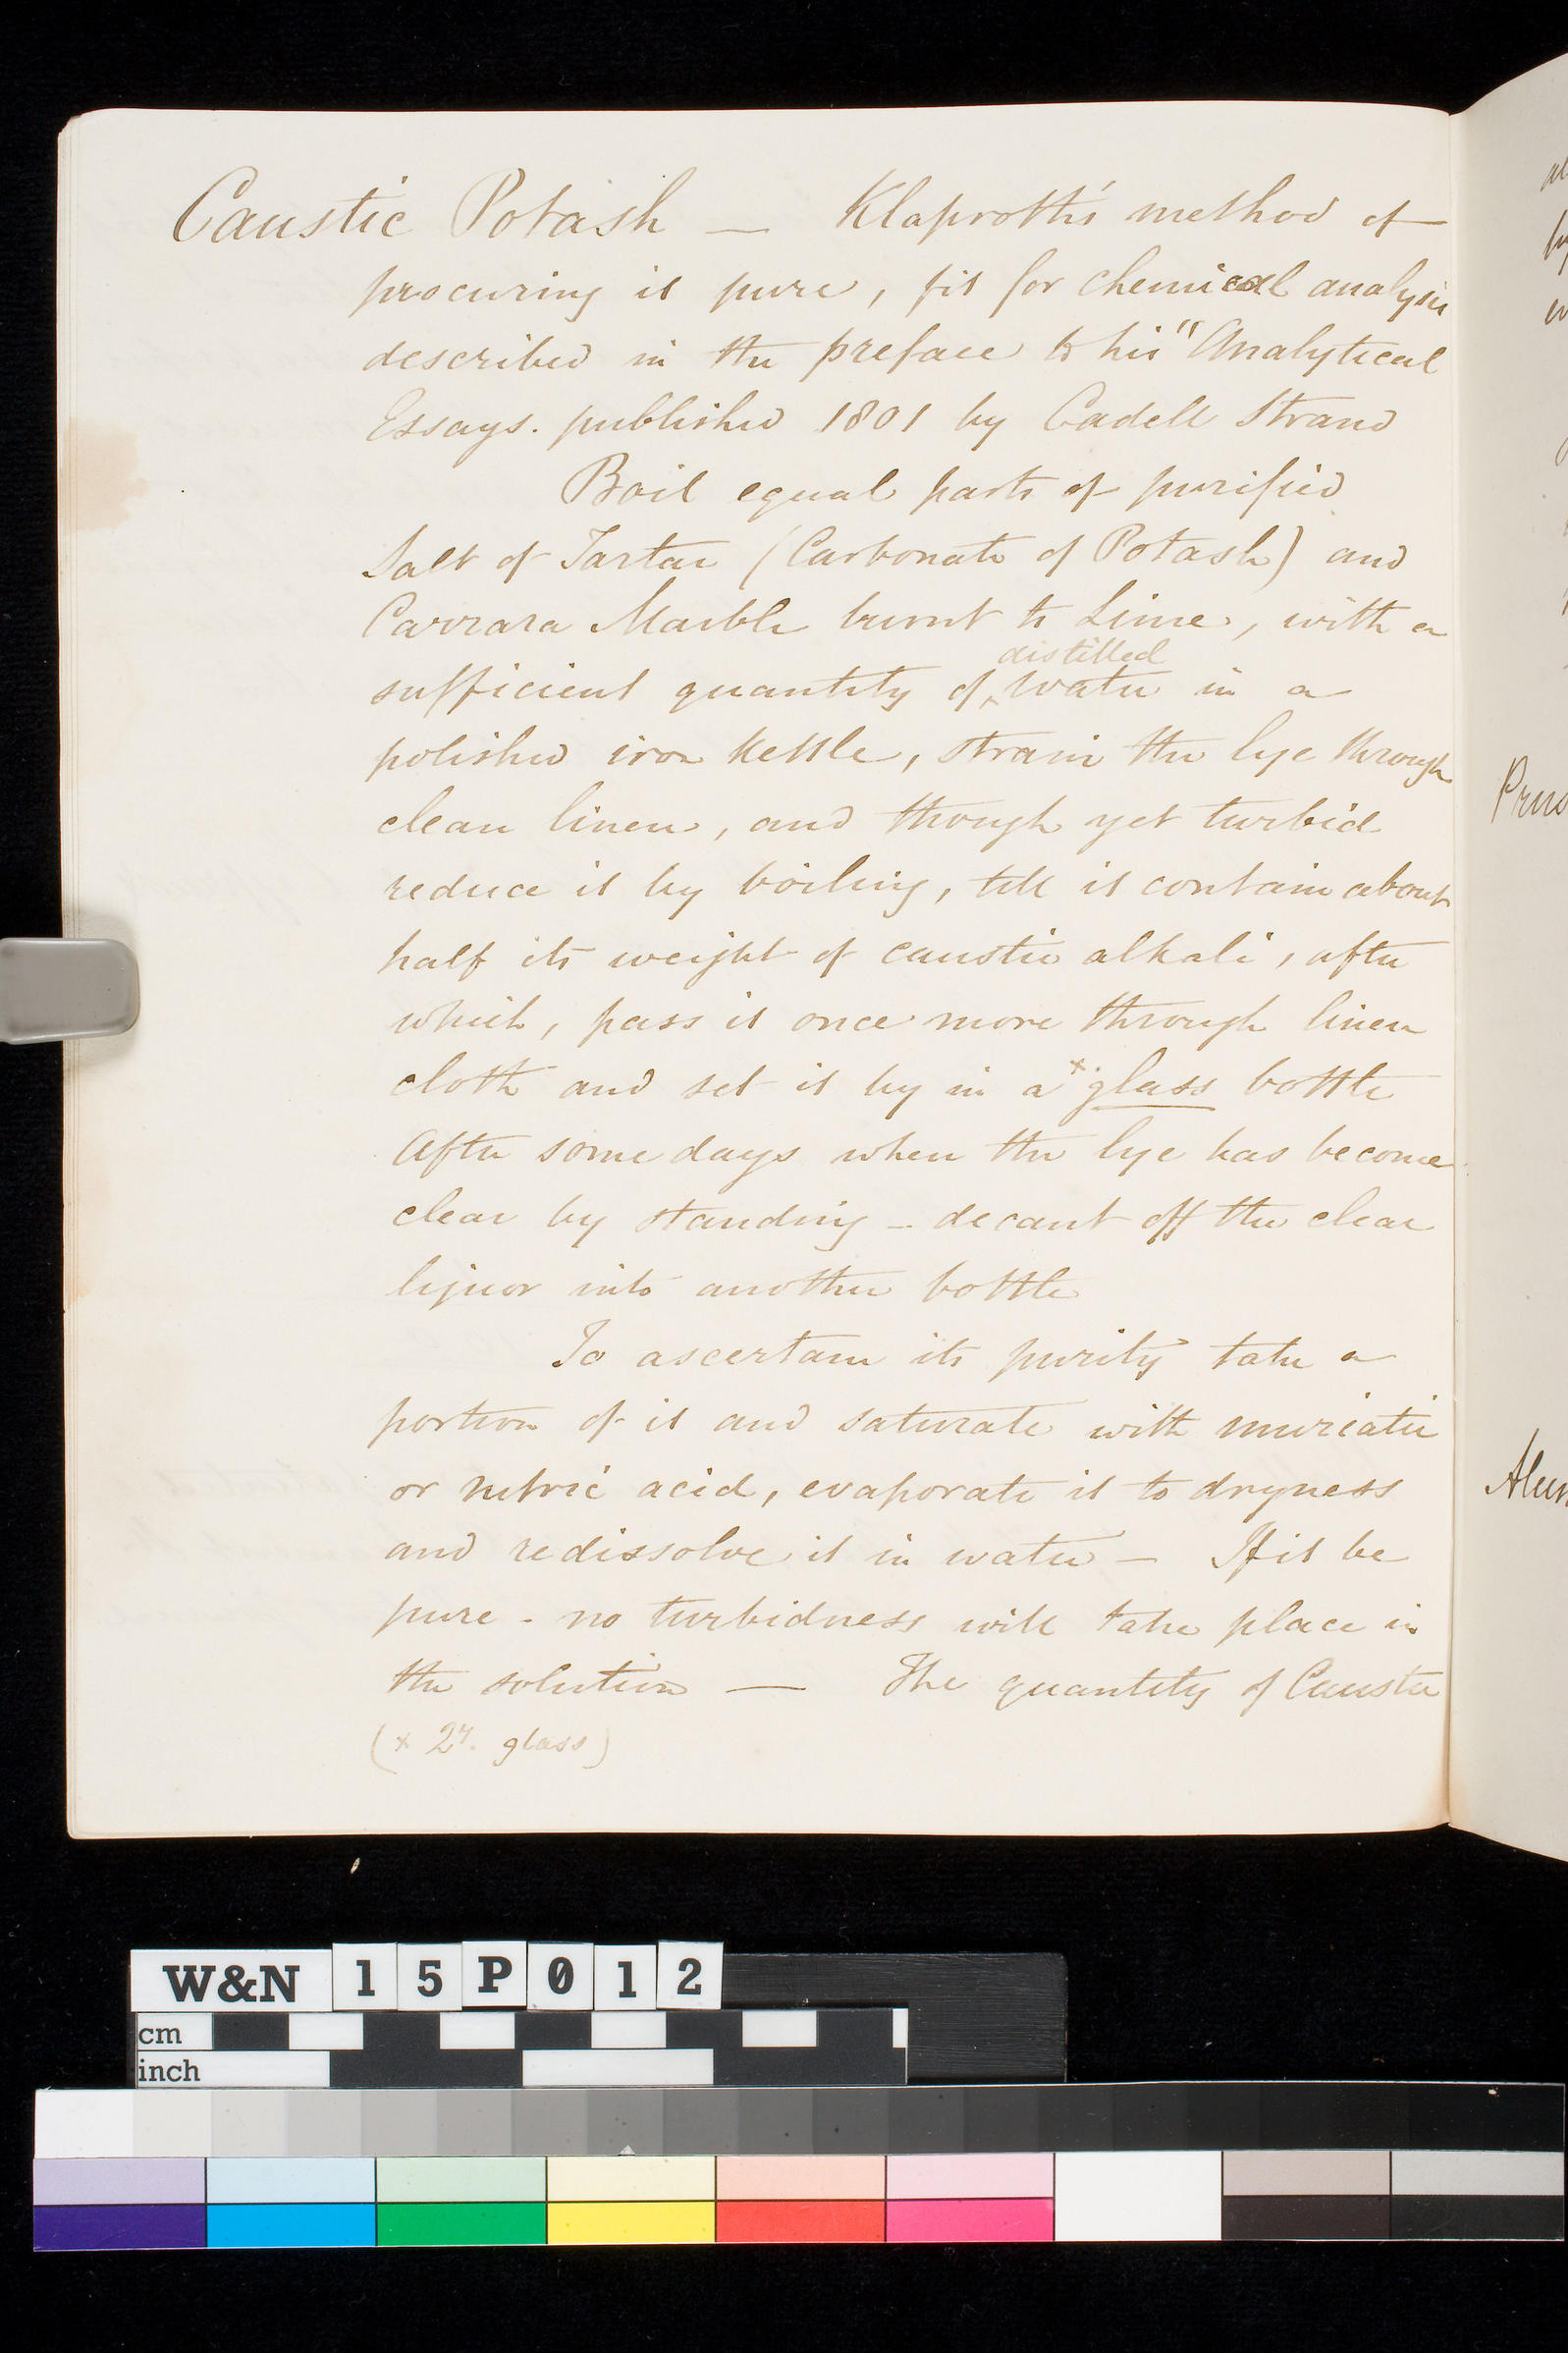 Caustic Potash — Klaproth's method of
procuring it pure, fit for chemical analysis
described in the preface to his "Analytical
Essays. published 1801 by Cadell Strand
Boil equal parts of purified
Salt of Tartar (Carbonate of Potash) and
Carrara Marble burnt to Lime, with a
distilled
sufficient quantity of water in a
polished iron kettle, strain the lye through
clean linen, and though yet turbid
reduce it by boiling, till it contain about
half its weight of caustic alkali, after
which, pass it once more through linen
cloth and set it by in a x glass bottle
After some days when the lye has become
clear by standing – decant off the clear
liquor into another bottle
To ascertain its purity take a
portion of it and saturate with muriatic
or nitric acid, evaporate it to dryness
and redissolve it in water – If it be
pure - no turbidness will take place in
the solution — The quantity of Caustic
(x 2y. glass)
Prus
Alum
W&N 15P012
cm
inch